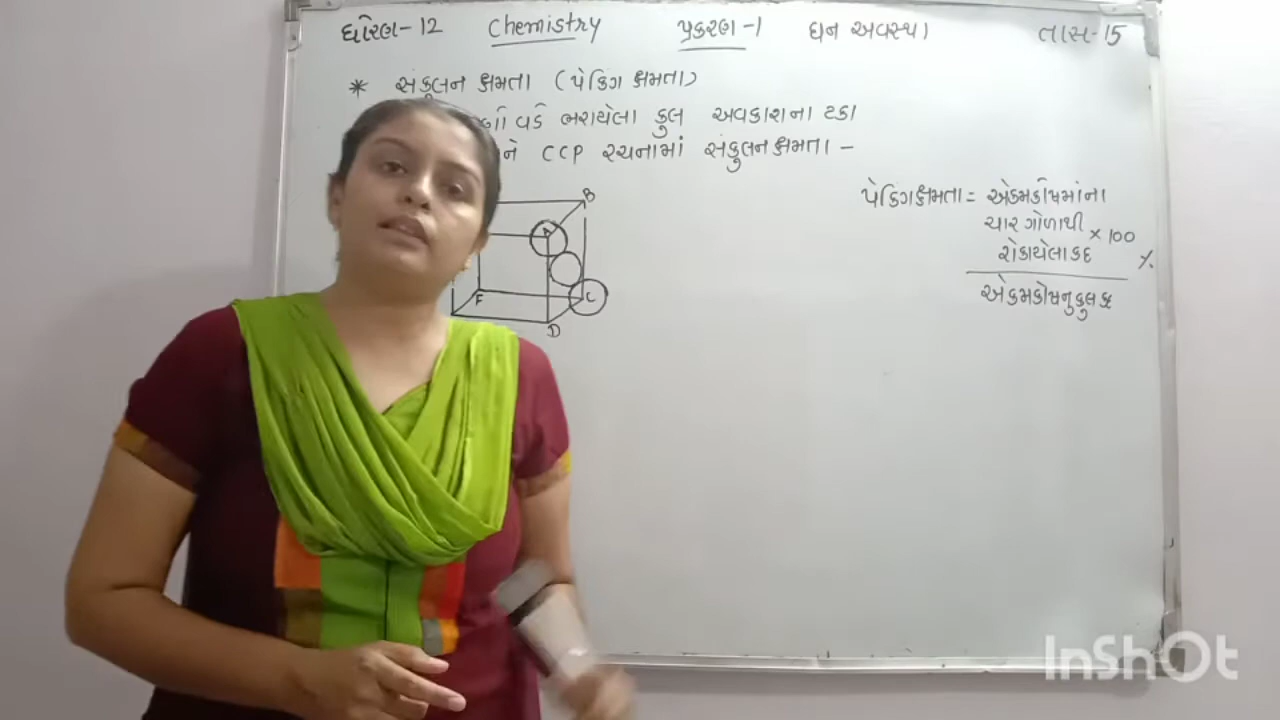 ધોરણ-12 Chemistry પ્રકરણ-1 ઘન અવસ્થા તાસ-15
* સંકુલન ક્ષમતા (પેકિંગ ક્ષમતા)
વડે ભરાયેલા કુલ અવકાશના ટકા
ને CCP રચનામાં સંકુલન ક્ષમતા -
પેકિંગ ક્ષમતા = એકમકોષમાંના
ચાર ગોળાથી
રોકાયેલા કદ × 100 %
એકમકોષનુ કુલ કદ
B
A
F
C
D
InShOt